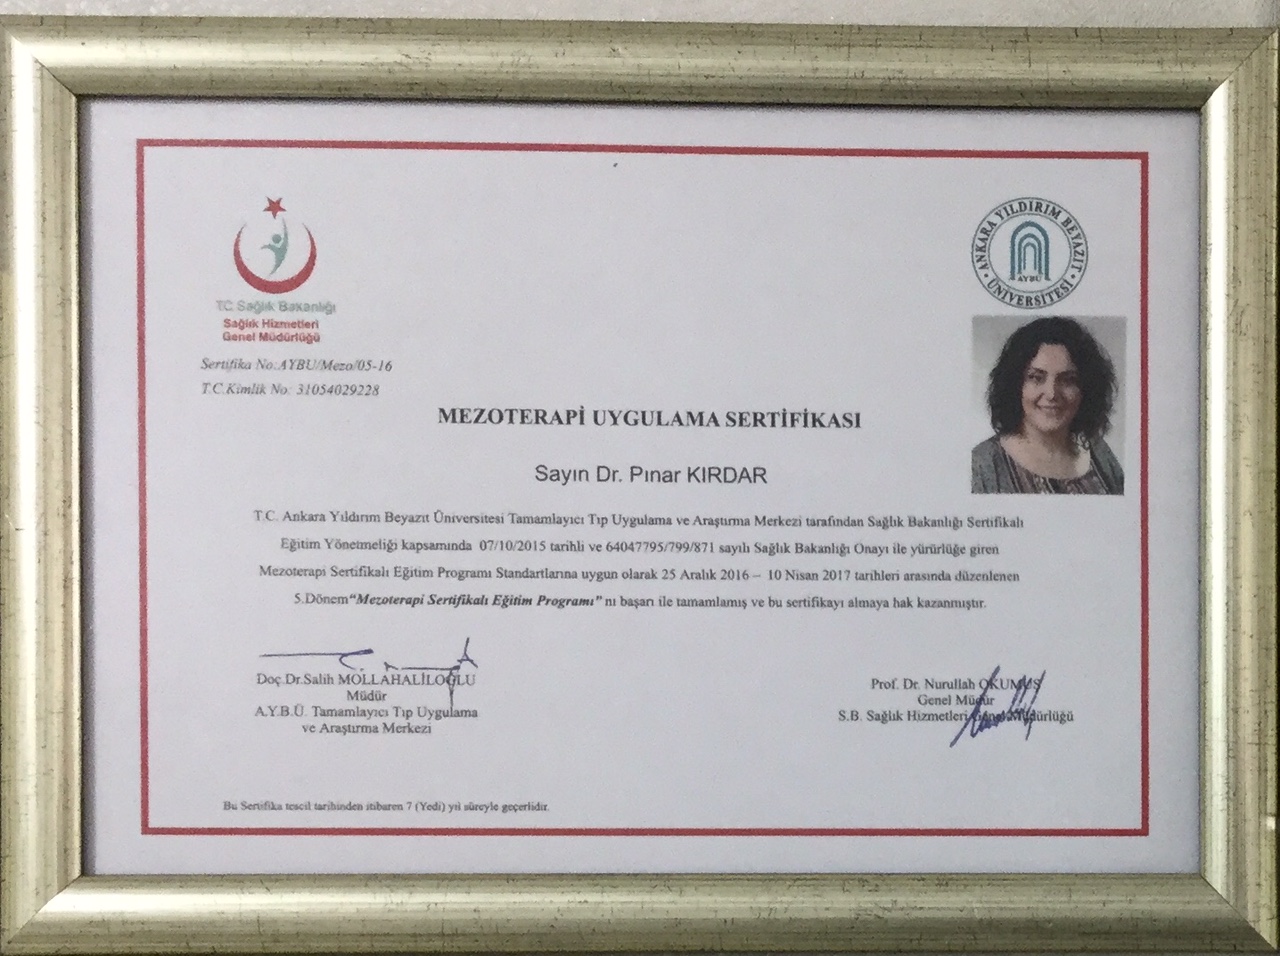 TC Sağlık Bakanlığı
Sağlık Hizmetleri
Genel Müdürlüğü
Sertifika No:AYBU/Mezo/05-16
T.C.Kimlik No: 31054029228
ANKARA YILDIRIM BEYAZIT
ÜNİVERSİTESİ
AYBÜ
MEZOTERAPİ UYGULAMA SERTİFİKASI
Sayın Dr. Pınar KIRDAR
T.C. Ankara Yıldırım Beyazıt Üniversitesi Tamamlayıcı Tıp Uygulama ve Araştırma Merkezi tarafından Sağlık Bakanlığı Sertifikalı
Eğitim Yönetmeliği kapsamında 07/10/2015 tarihli ve 64047795/799/871 sayılı Sağlık Bakanlığı Onayı ile yürürlüğe giren
Mezoterapi Sertifikalı Eğitim Programı Standartlarına uygun olarak 25 Aralık 2016 – 10 Nisan 2017 tarihleri arasında düzenlenen
5.Dönem"Mezoterapi Sertifikalı Eğitim Programı" nı başarı ile tamamlamış ve bu sertifikayı almaya hak kazanmıştır.
Doç.Dr.Salih MOLLAHALİLOĞLU
Müdür
A.Y.B.Ü. Tamamlayıcı Tıp Uygulama
ve Araştırma Merkezi
Prof. Dr. Nurullah OKUMUŞ
Genel Müdür
S.B. Sağlık Hizmetleri Genel Müdürlüğü
Bu Sertifika tescil tarihinden itibaren 7 (Yedi) yıl süreyle geçerlidir.